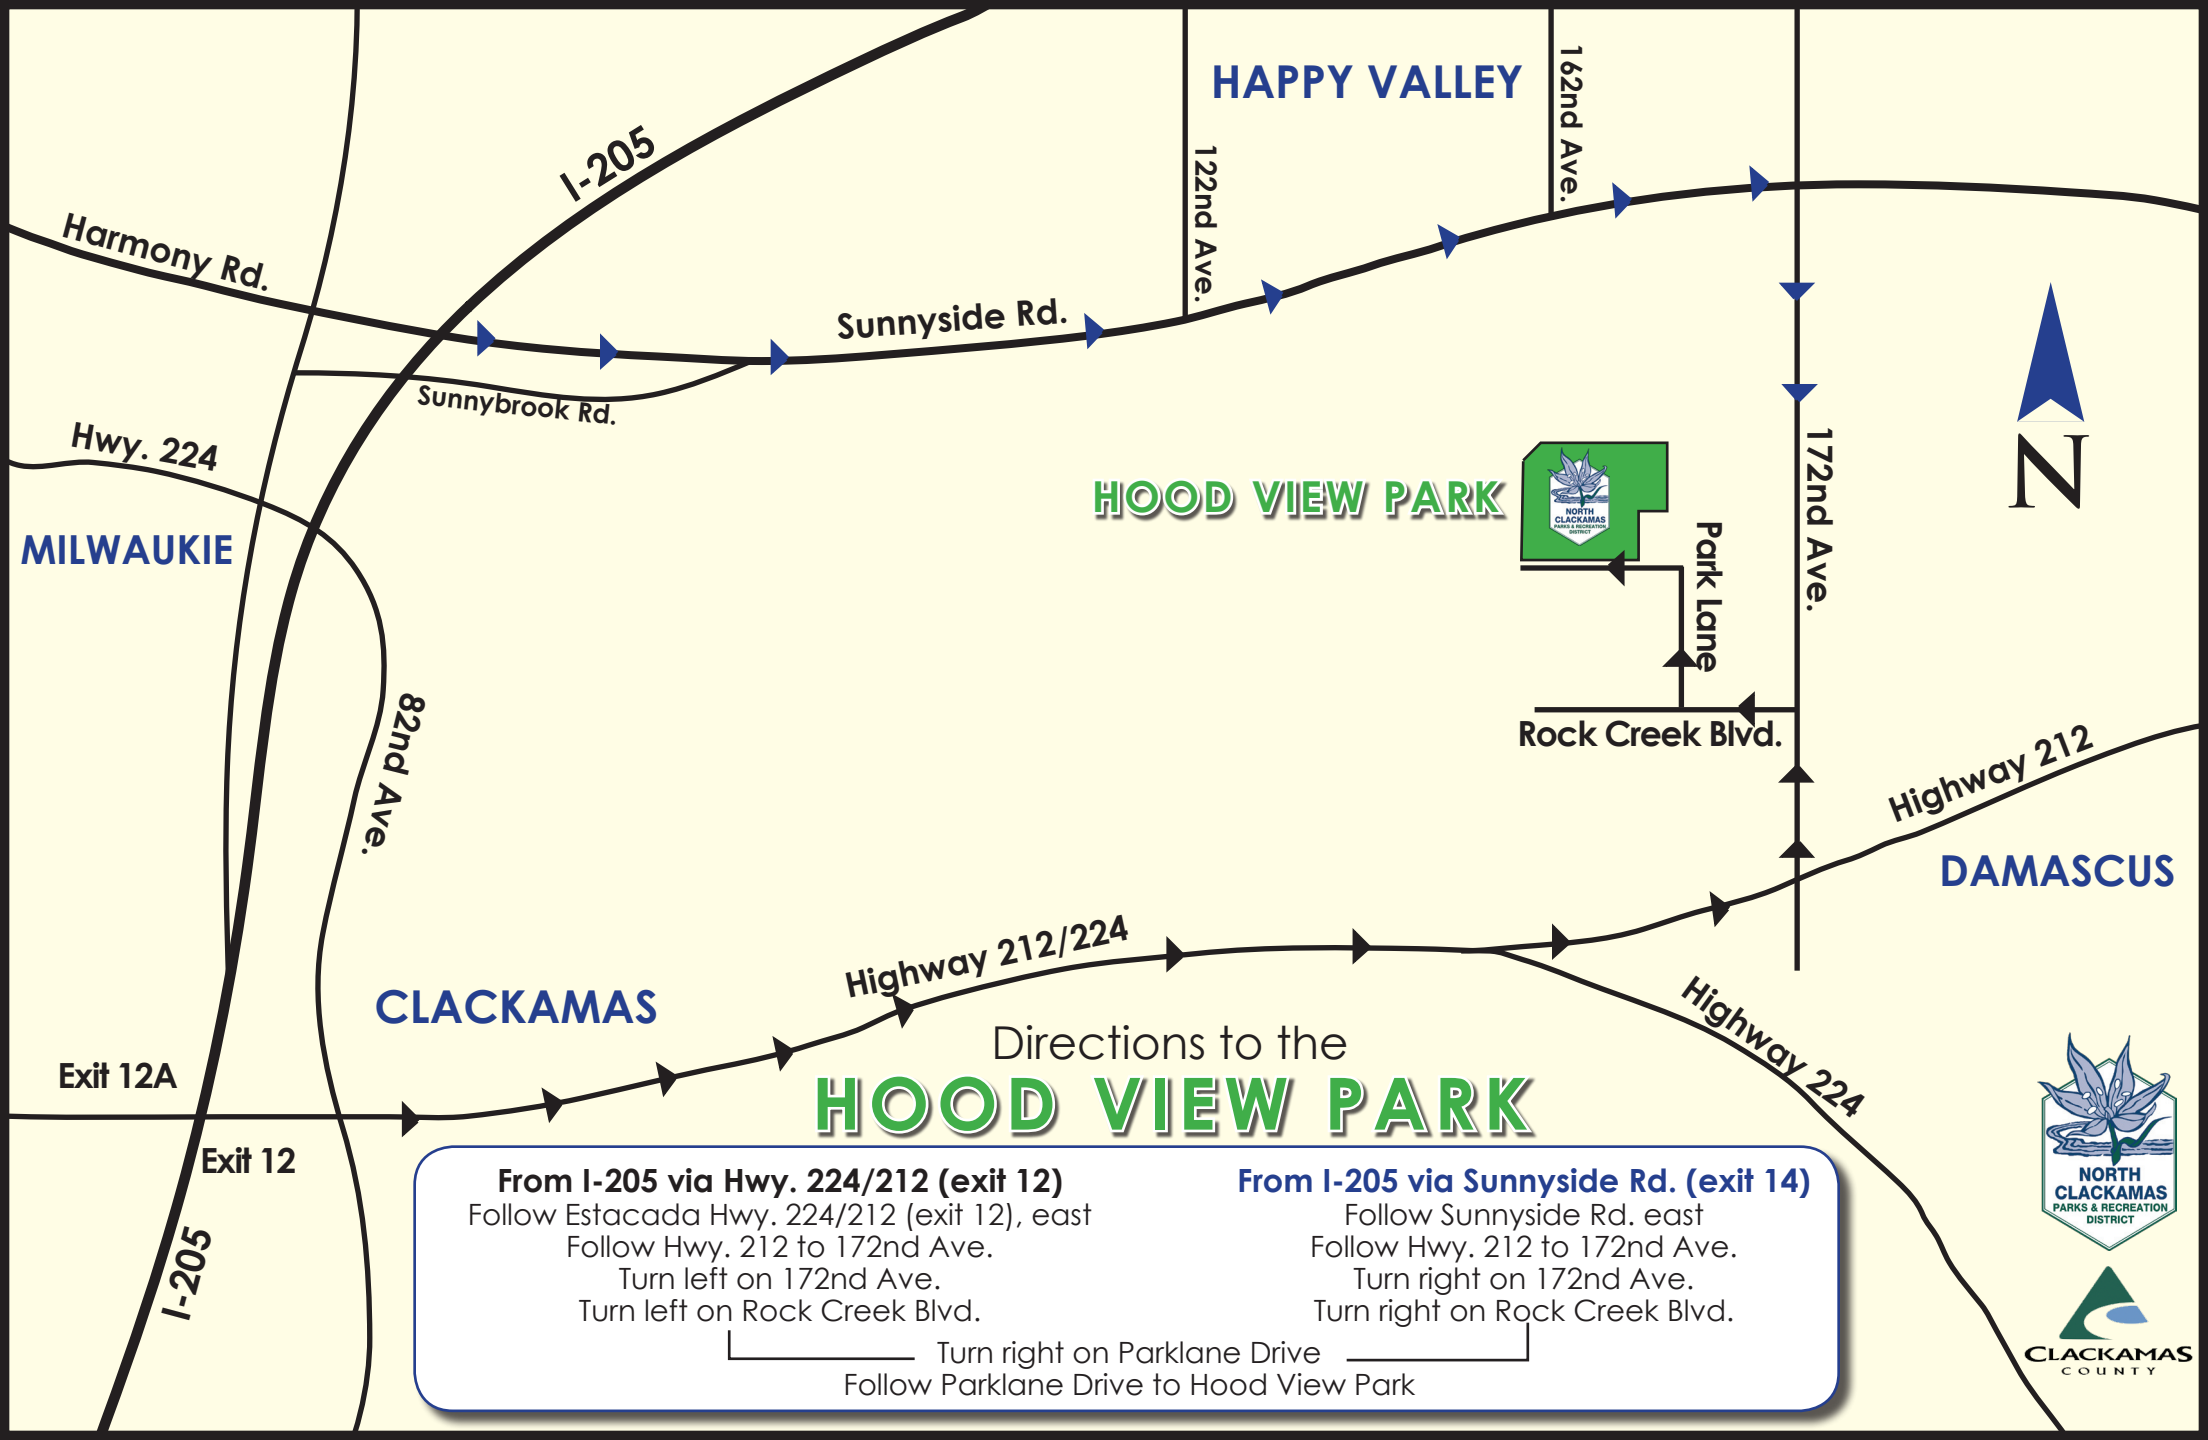 HAPPY VALLEY
162nd Ave.
I-205
122nd Ave.
Harmony Rd.
Sunnyside Rd.
Sunnybrook Rd.
Hwy. 224
172nd Ave.
N
HOOD VIEW PARK
NORTH
CLACKAMAS
PARKS & RECREATION
DISTRICT
MILWAUKIE
Park Lane
82nd Ave.
Rock Creek Blvd.
Highway 212
DAMASCUS
Highway 212/224
CLACKAMAS
Highway 224
Exit 12A
Exit 12
I-205
Directions to the
HOOD VIEW PARK
From I-205 via Hwy. 224/212 (exit 12)
Follow Estacada Hwy. 224/212 (exit 12), east
Follow Hwy. 212 to 172nd Ave.
Turn left on 172nd Ave.
Turn left on Rock Creek Blvd.
From I-205 via Sunnyside Rd. (exit 14)
Follow Sunnyside Rd. east
Follow Hwy. 212 to 172nd Ave.
Turn right on 172nd Ave.
Turn right on Rock Creek Blvd.
Turn right on Parklane Drive
Follow Parklane Drive to Hood View Park
NORTH
CLACKAMAS
PARKS & RECREATION
DISTRICT
CLACKAMAS
COUNTY